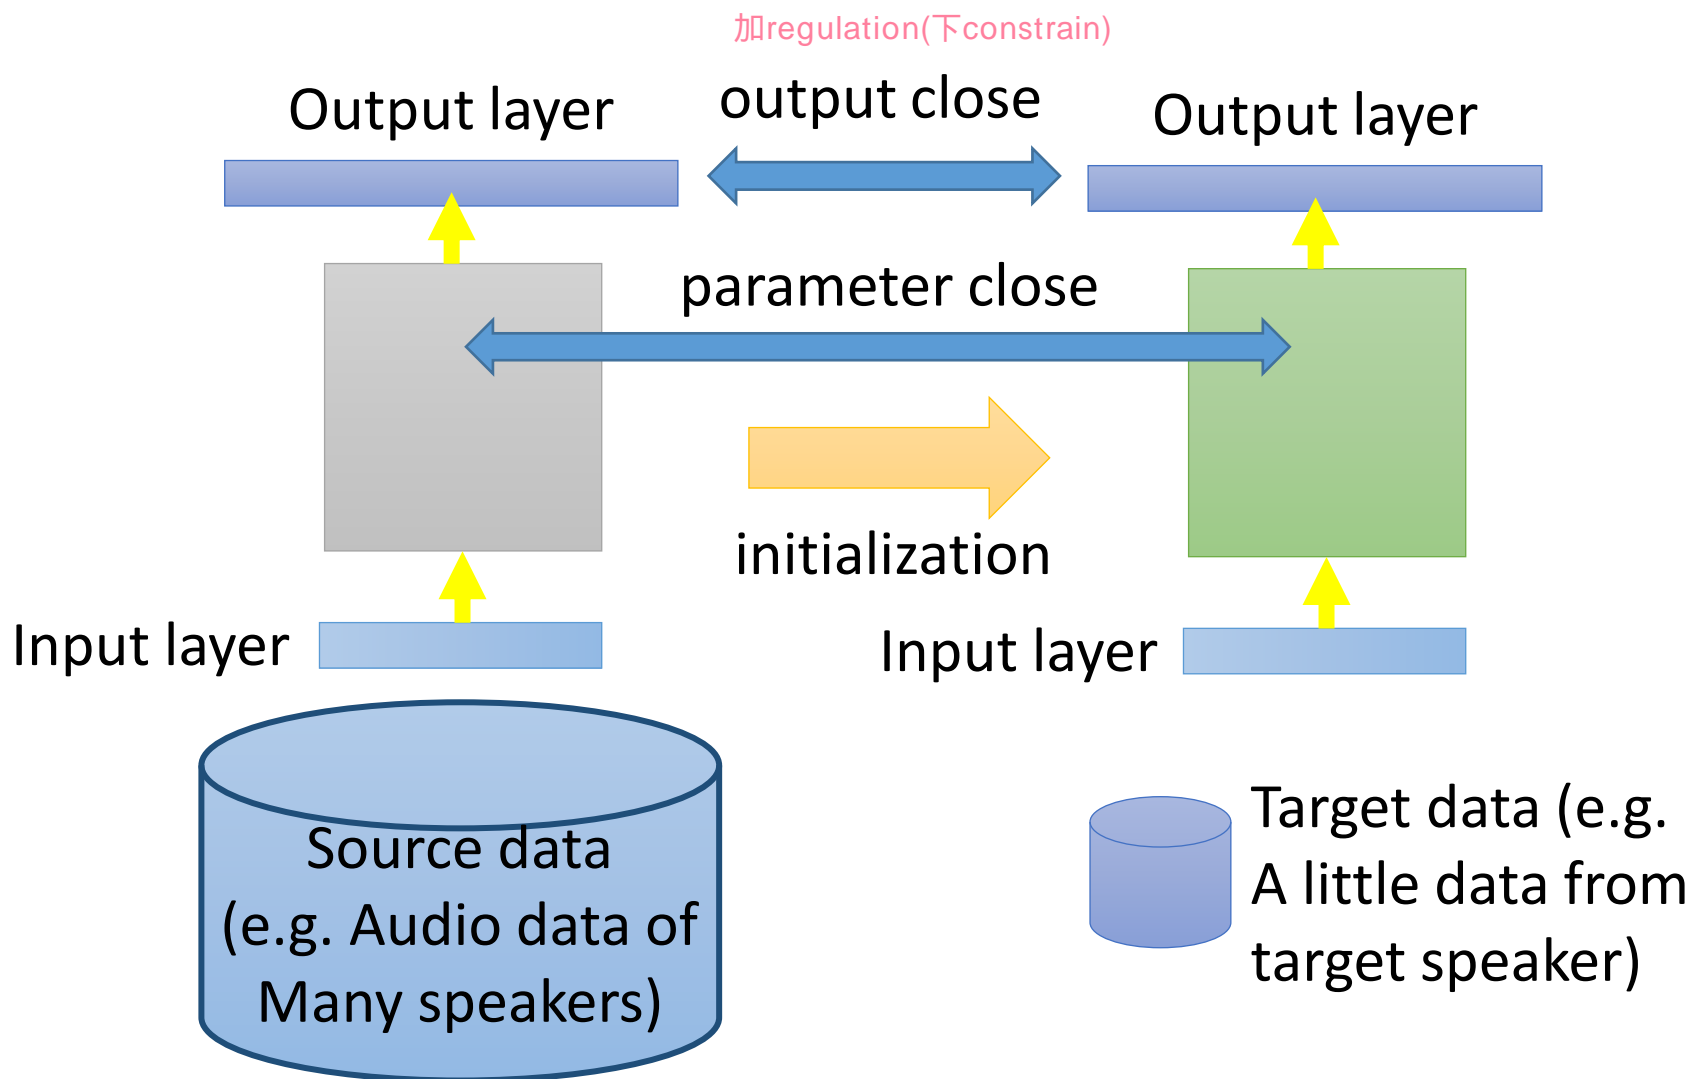 加regulation(下constrain)
Output layer
output close
Output layer
parameter close
initialization
Input layer
Input layer
Source data
(e.g. Audio data of
Many speakers)
Target data (e.g.
A little data from
target speaker)